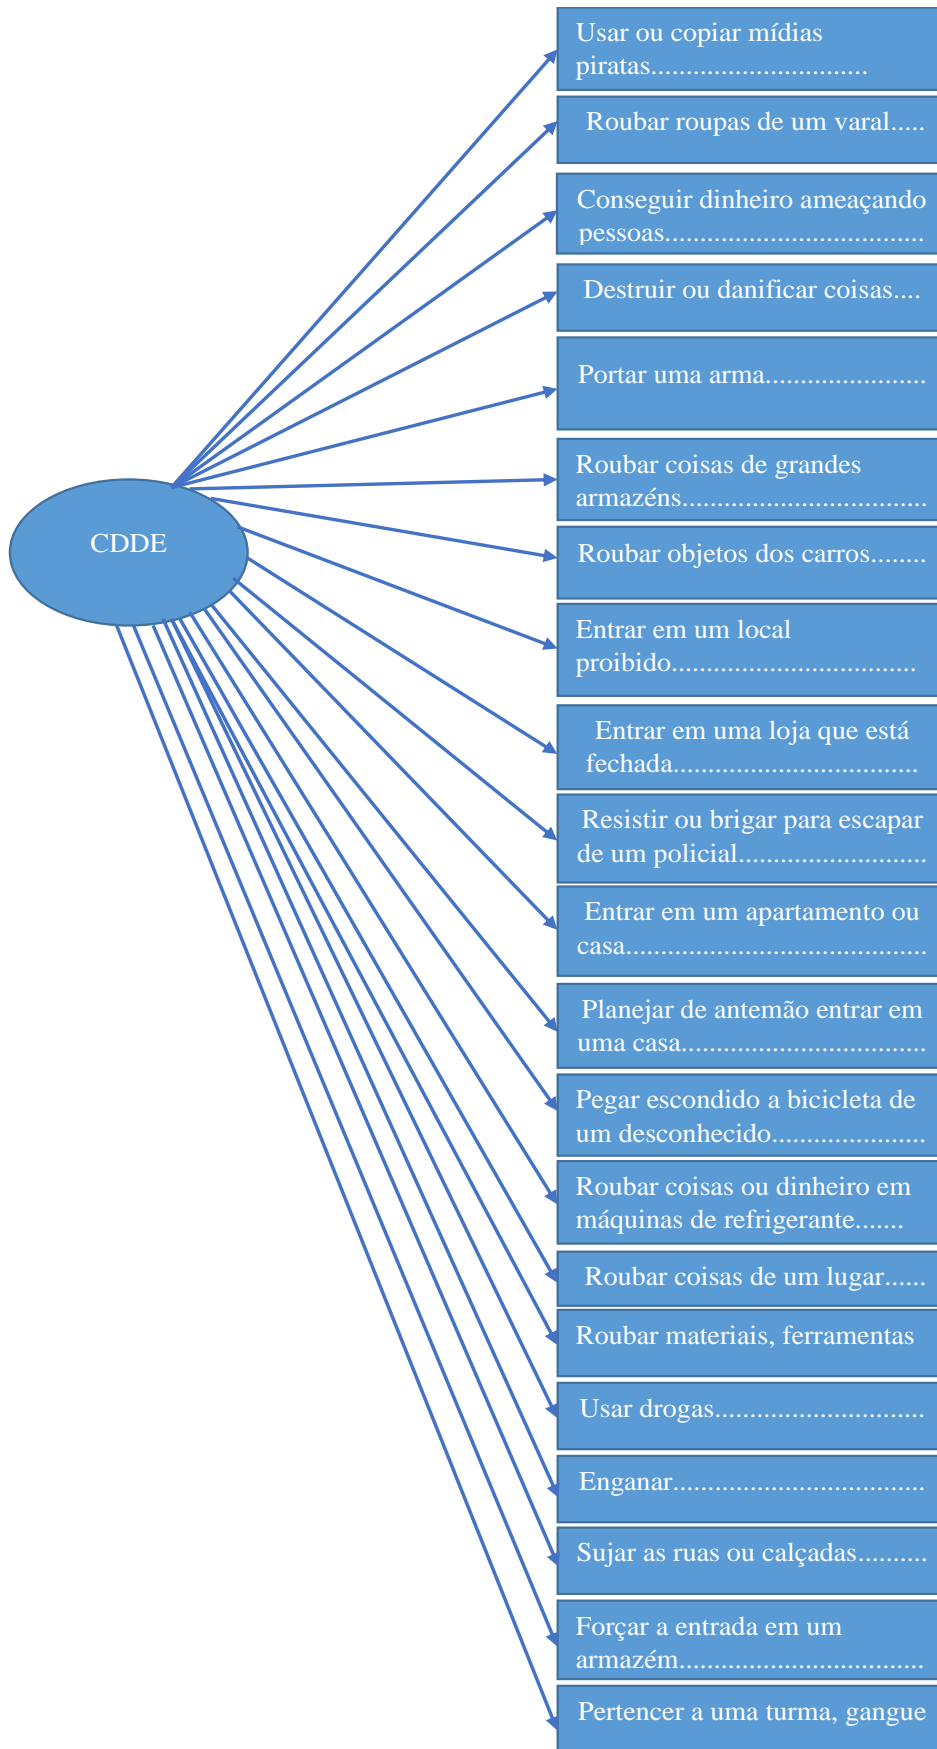 Usar ou copiar mídias
piratas...............................
Roubar roupas de um varal.....
Conseguir dinheiro ameaçando
pessoas.....................................
Destruir ou danificar coisas....
Portar uma arma.......................
CDDE
Roubar coisas de grandes
armazéns...................................
Roubar objetos dos carros........
Entrar em um local
proibido...................................
Entrar em uma loja que está
fechada...................................
Resistir ou brigar para escapar
de um policial...........................
Entrar em um apartamento ou
casa...........................................
Planejar de antemão entrar em
uma casa...................................
Pegar escondido a bicicleta de
um desconhecido......................
Roubar coisas ou dinheiro em
máquinas de refrigerante.......
Roubar coisas de um lugar......
Roubar materiais, ferramentas
Usar drogas..............................
Enganar....................................
Sujar as ruas ou calçadas..........
Forçar a entrada em um
armazém...................................
Pertencer a uma turma, gangue